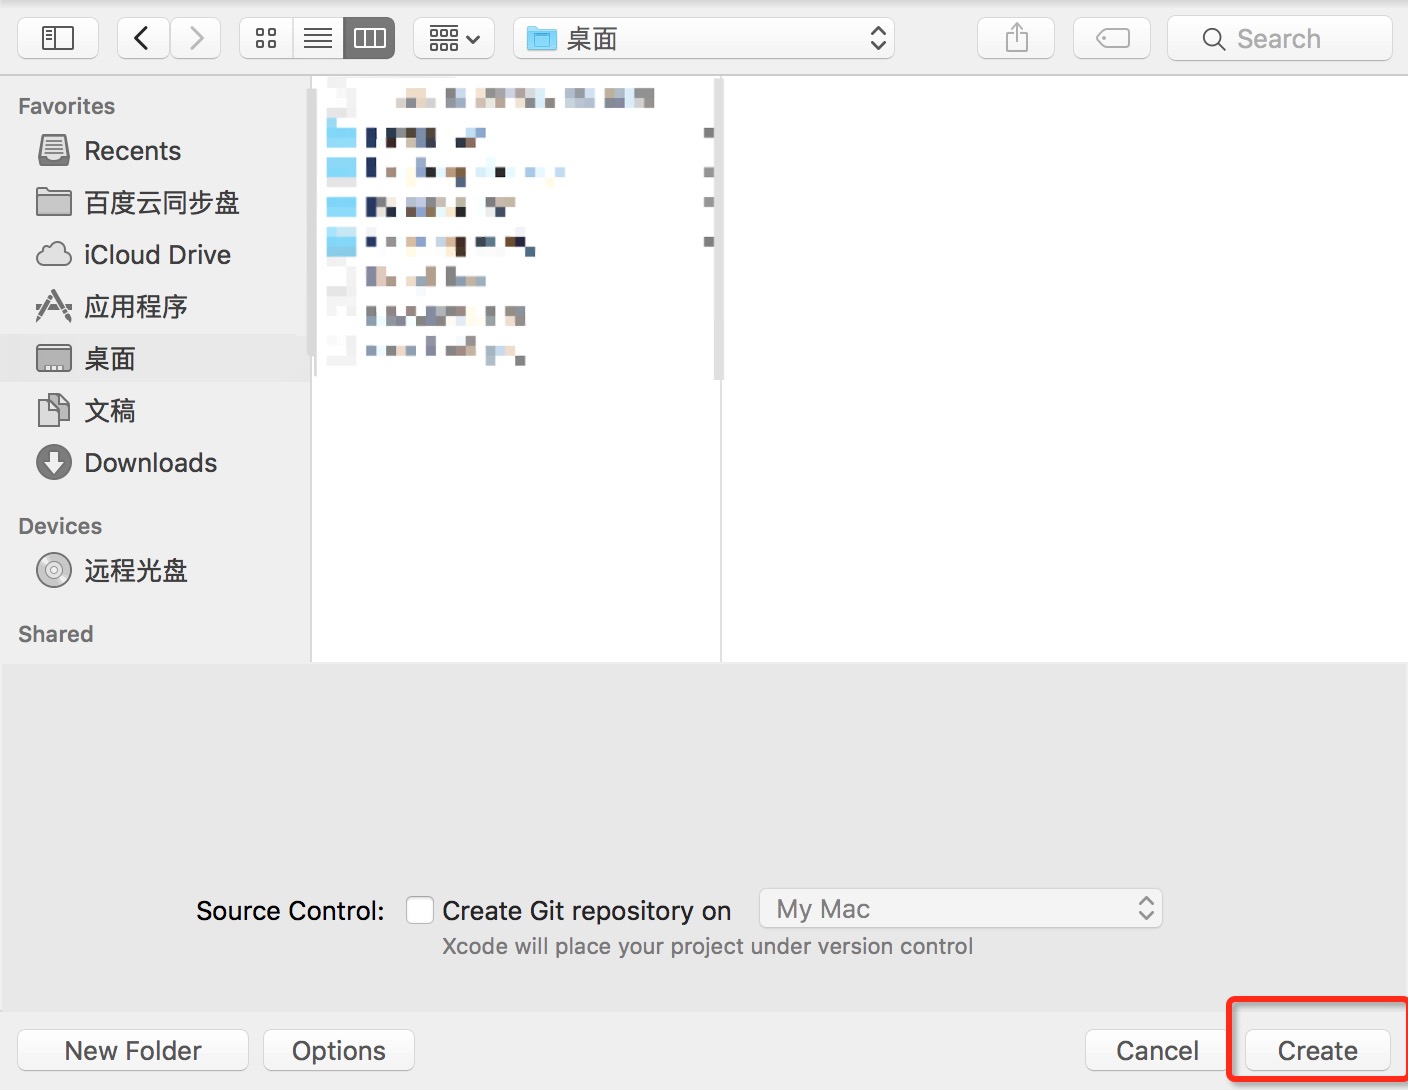 桌面
Search
Favorites
Recents
百度云同步盘
iCloud Drive
应用程序
桌面
文稿
Downloads
Devices
远程光盘
Shared
Source Control: Create Git repository on My Mac
Xcode will place your project under version control
New Folder Options Cancel Create